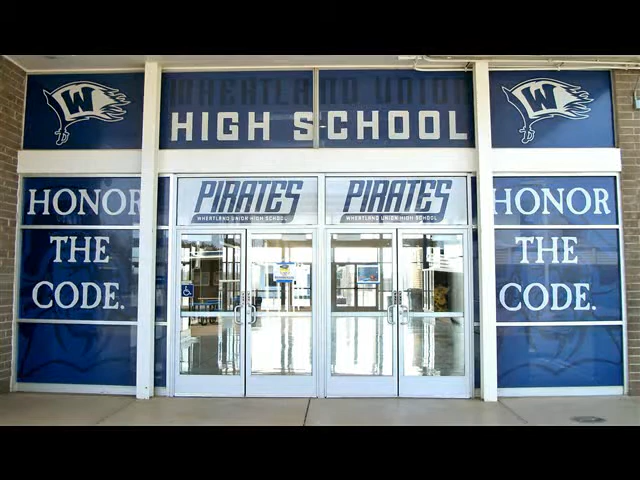 W
WHEATLAND UNION
W
HIGH SCHOOL
PIRATES
WHEATLAND UNION HIGH SCHOOL
PIRATES
WHEATLAND UNION HIGH SCHOOL
HONOR
THE
CODE.
HONOR
THE
CODE.